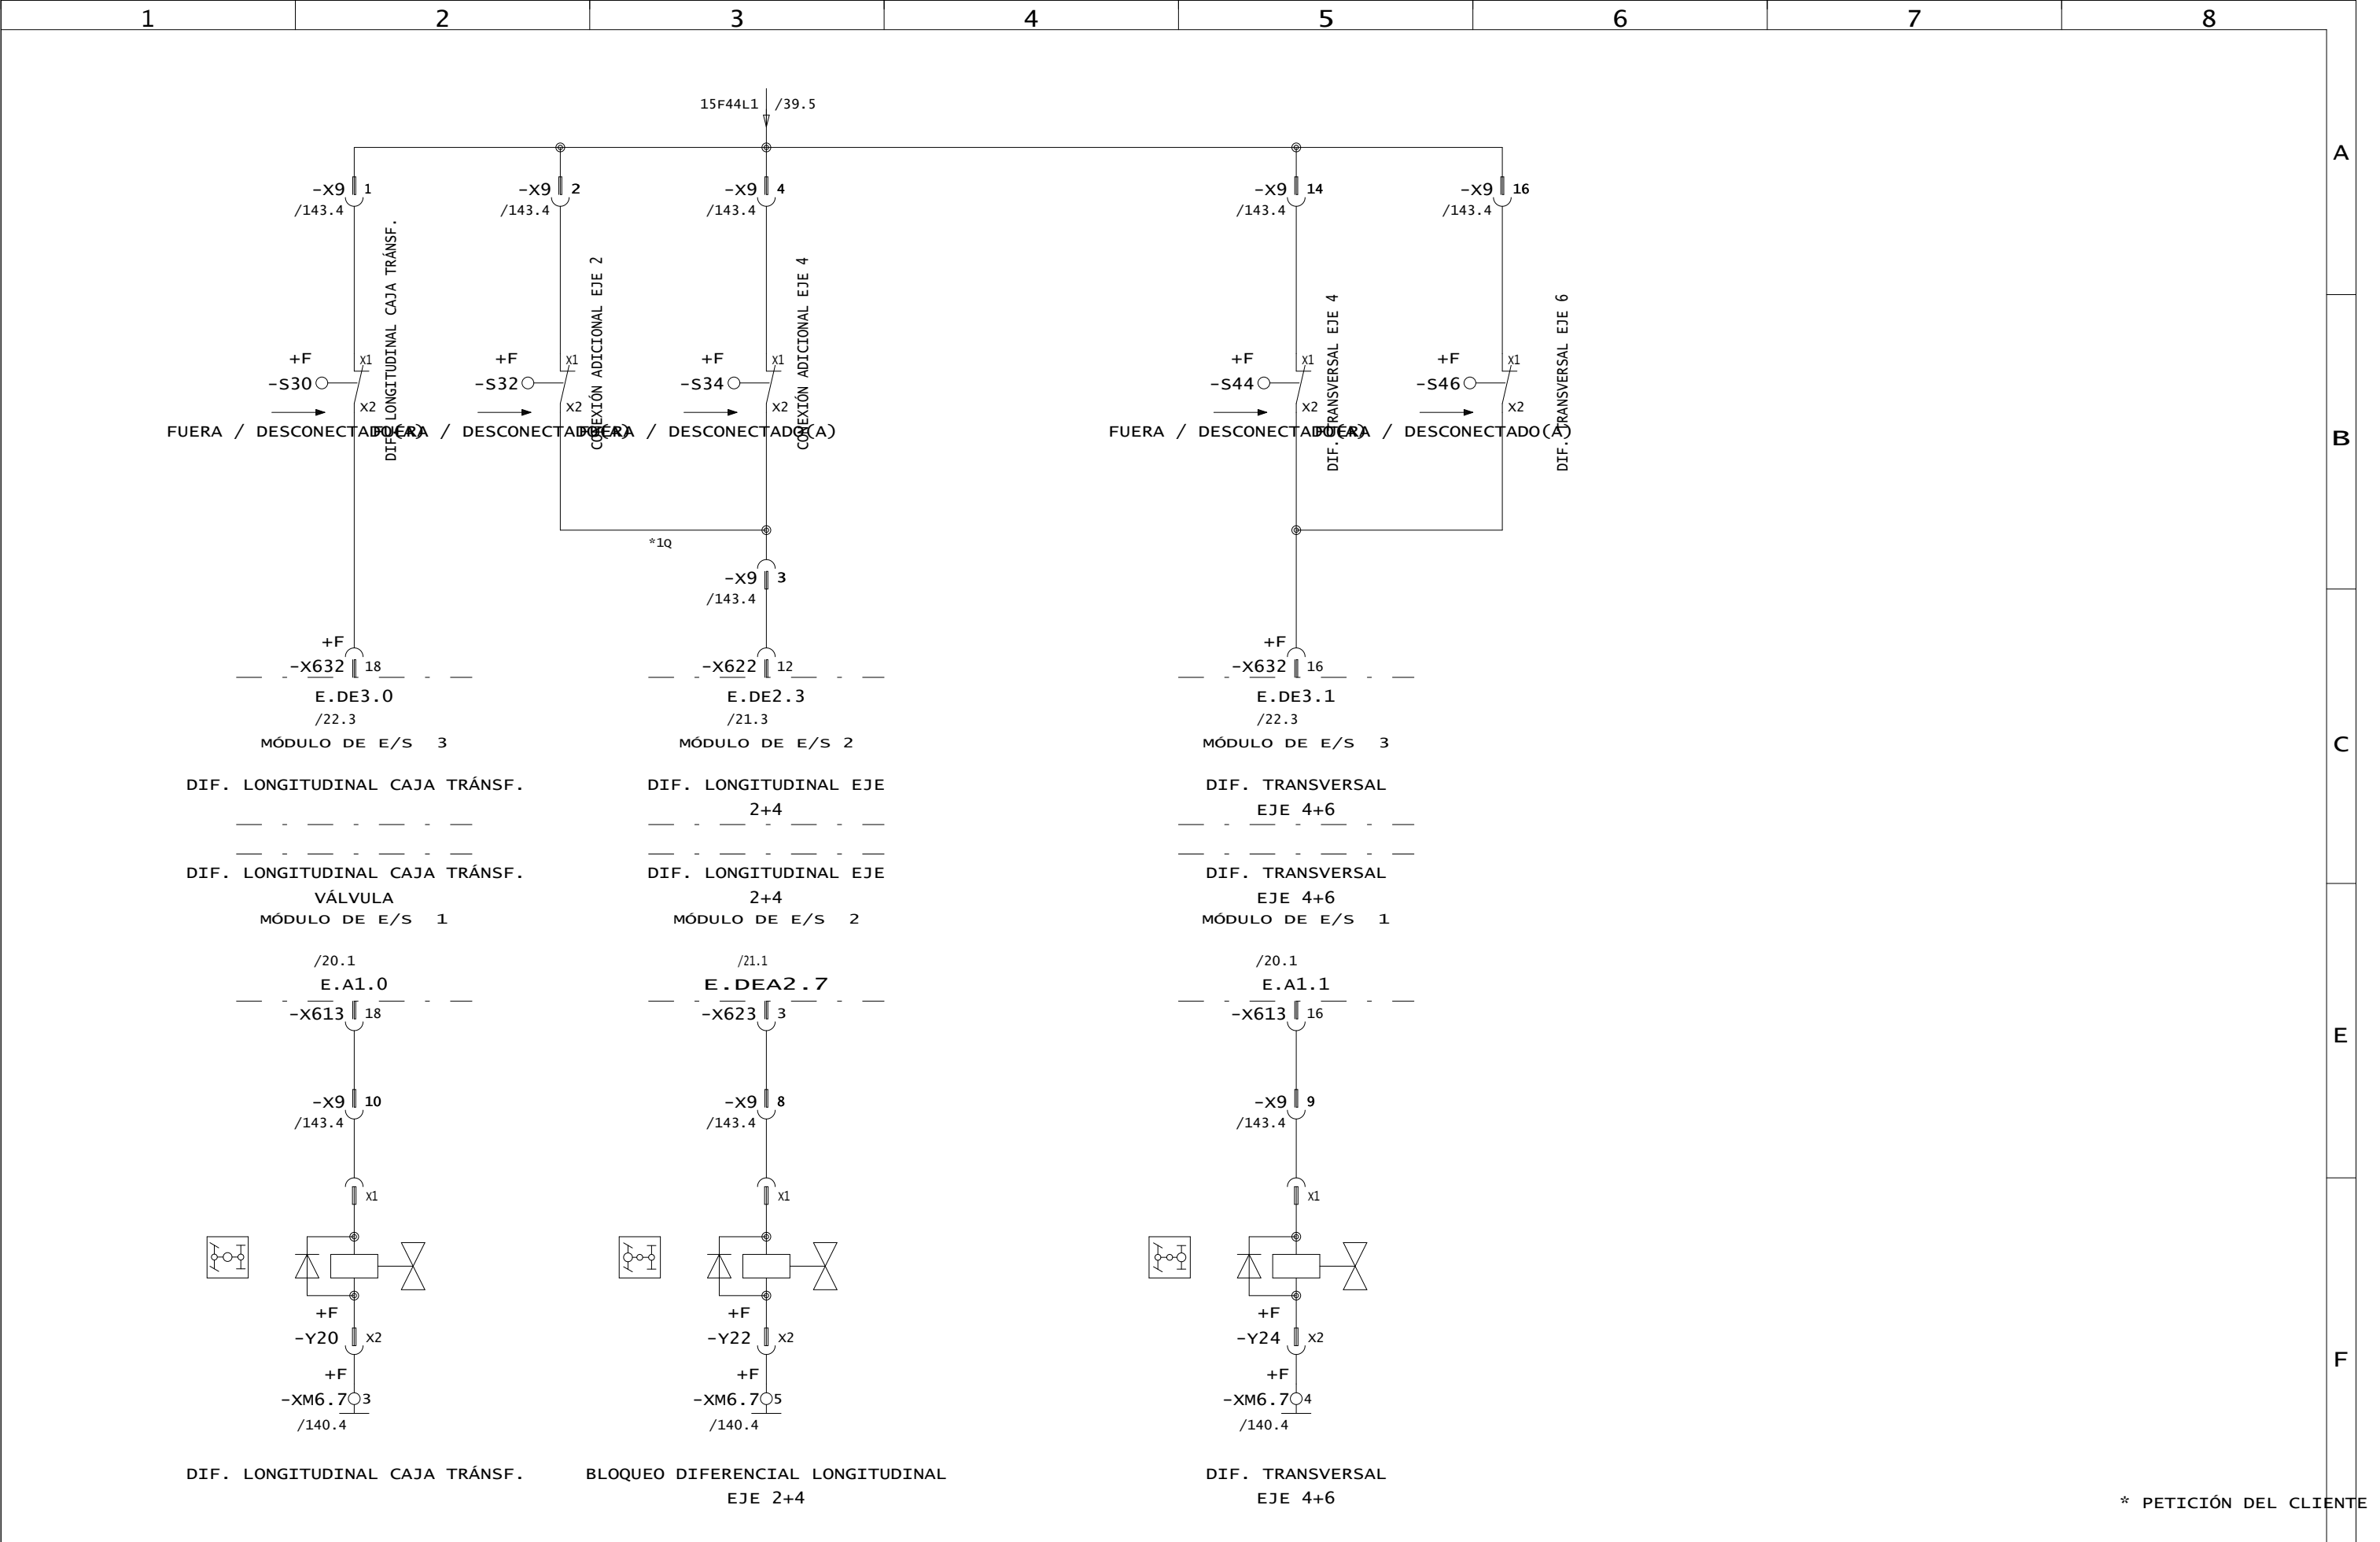 1 2 3 4 5 6 7 8
15F44L1 /39.5
A
-X9 1 -X9 2 -X9 4 -X9 14 -X9 16
/143.4 /143.4 /143.4 /143.4 /143.4
DIF. LONGITUDINAL CAJA TRÁNSF.
CONEXIÓN ADICIONAL EJE 2
CONEXIÓN ADICIONAL EJE 4
DIF. TRANSVERSAL EJE 4
DIF. TRANSVERSAL EJE 6
+F X1 +F X1 +F X1 +F X1 +F X1
-S30 -S32 -S34 -S44 -S46
X2 X2 X2 X2 X2
FUERA / DESCONECTADO(A) FUERA / DESCONECTADO(A) FUERA / DESCONECTADO(A) FUERA / DESCONECTADO(A) FUERA / DESCONECTADO(A)
B
*1Q
-X9 3
/143.4
+F +F
-X632 18 -X622 12 -X632 16
E.DE3.0 E.DE2.3 E.DE3.1
/22.3 /21.3 /22.3
MÓDULO DE E/S 3 MÓDULO DE E/S 2 MÓDULO DE E/S 3
C
DIF. LONGITUDINAL CAJA TRÁNSF. DIF. LONGITUDINAL EJE DIF. TRANSVERSAL
2+4 EJE 4+6
DIF. LONGITUDINAL CAJA TRÁNSF. DIF. LONGITUDINAL EJE DIF. TRANSVERSAL
VÁLVULA 2+4 EJE 4+6
MÓDULO DE E/S 1 MÓDULO DE E/S 2 MÓDULO DE E/S 1
/20.1 /21.1 /20.1
E.A1.0 E.DEA2.7 E.A1.1
-X613 18 -X623 3 -X613 16
E
-X9 10 -X9 8 -X9 9
/143.4 /143.4 /143.4
X1 X1 X1
+F +F +F
-Y20 X2 -Y22 X2 -Y24 X2
F
+F +F +F
-XM6.7 3 -XM6.7 5 -XM6.7 4
/140.4 /140.4 /140.4
DIF. LONGITUDINAL CAJA TRÁNSF. BLOQUEO DIFERENCIAL LONGITUDINAL DIF. TRANSVERSAL
EJE 2+4 EJE 4+6
* PETICIÓN DEL CLIENTE